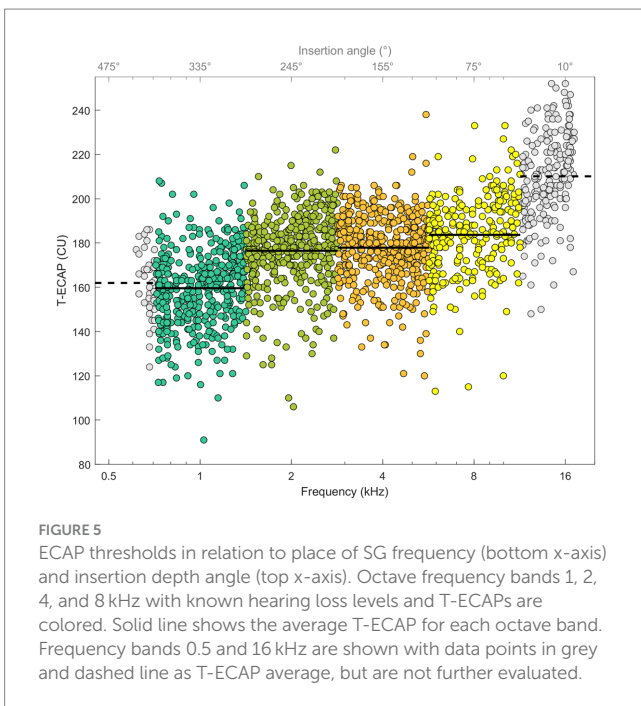 Insertion angle (°)
475° 335° 245° 155° 75° 10°
240
220
200
180
160
140
120
100
80
T-ECAP (CU)
0.5 1 2 4 8 16
Frequency (kHz)
FIGURE 5
ECAP thresholds in relation to place of SG frequency (bottom x-axis)
and insertion depth angle (top x-axis). Octave frequency bands 1, 2,
4, and 8 kHz with known hearing loss levels and T-ECAPs are
colored. Solid line shows the average T-ECAP for each octave band.
Frequency bands 0.5 and 16 kHz are shown with data points in grey
and dashed line as T-ECAP average, but are not further evaluated.